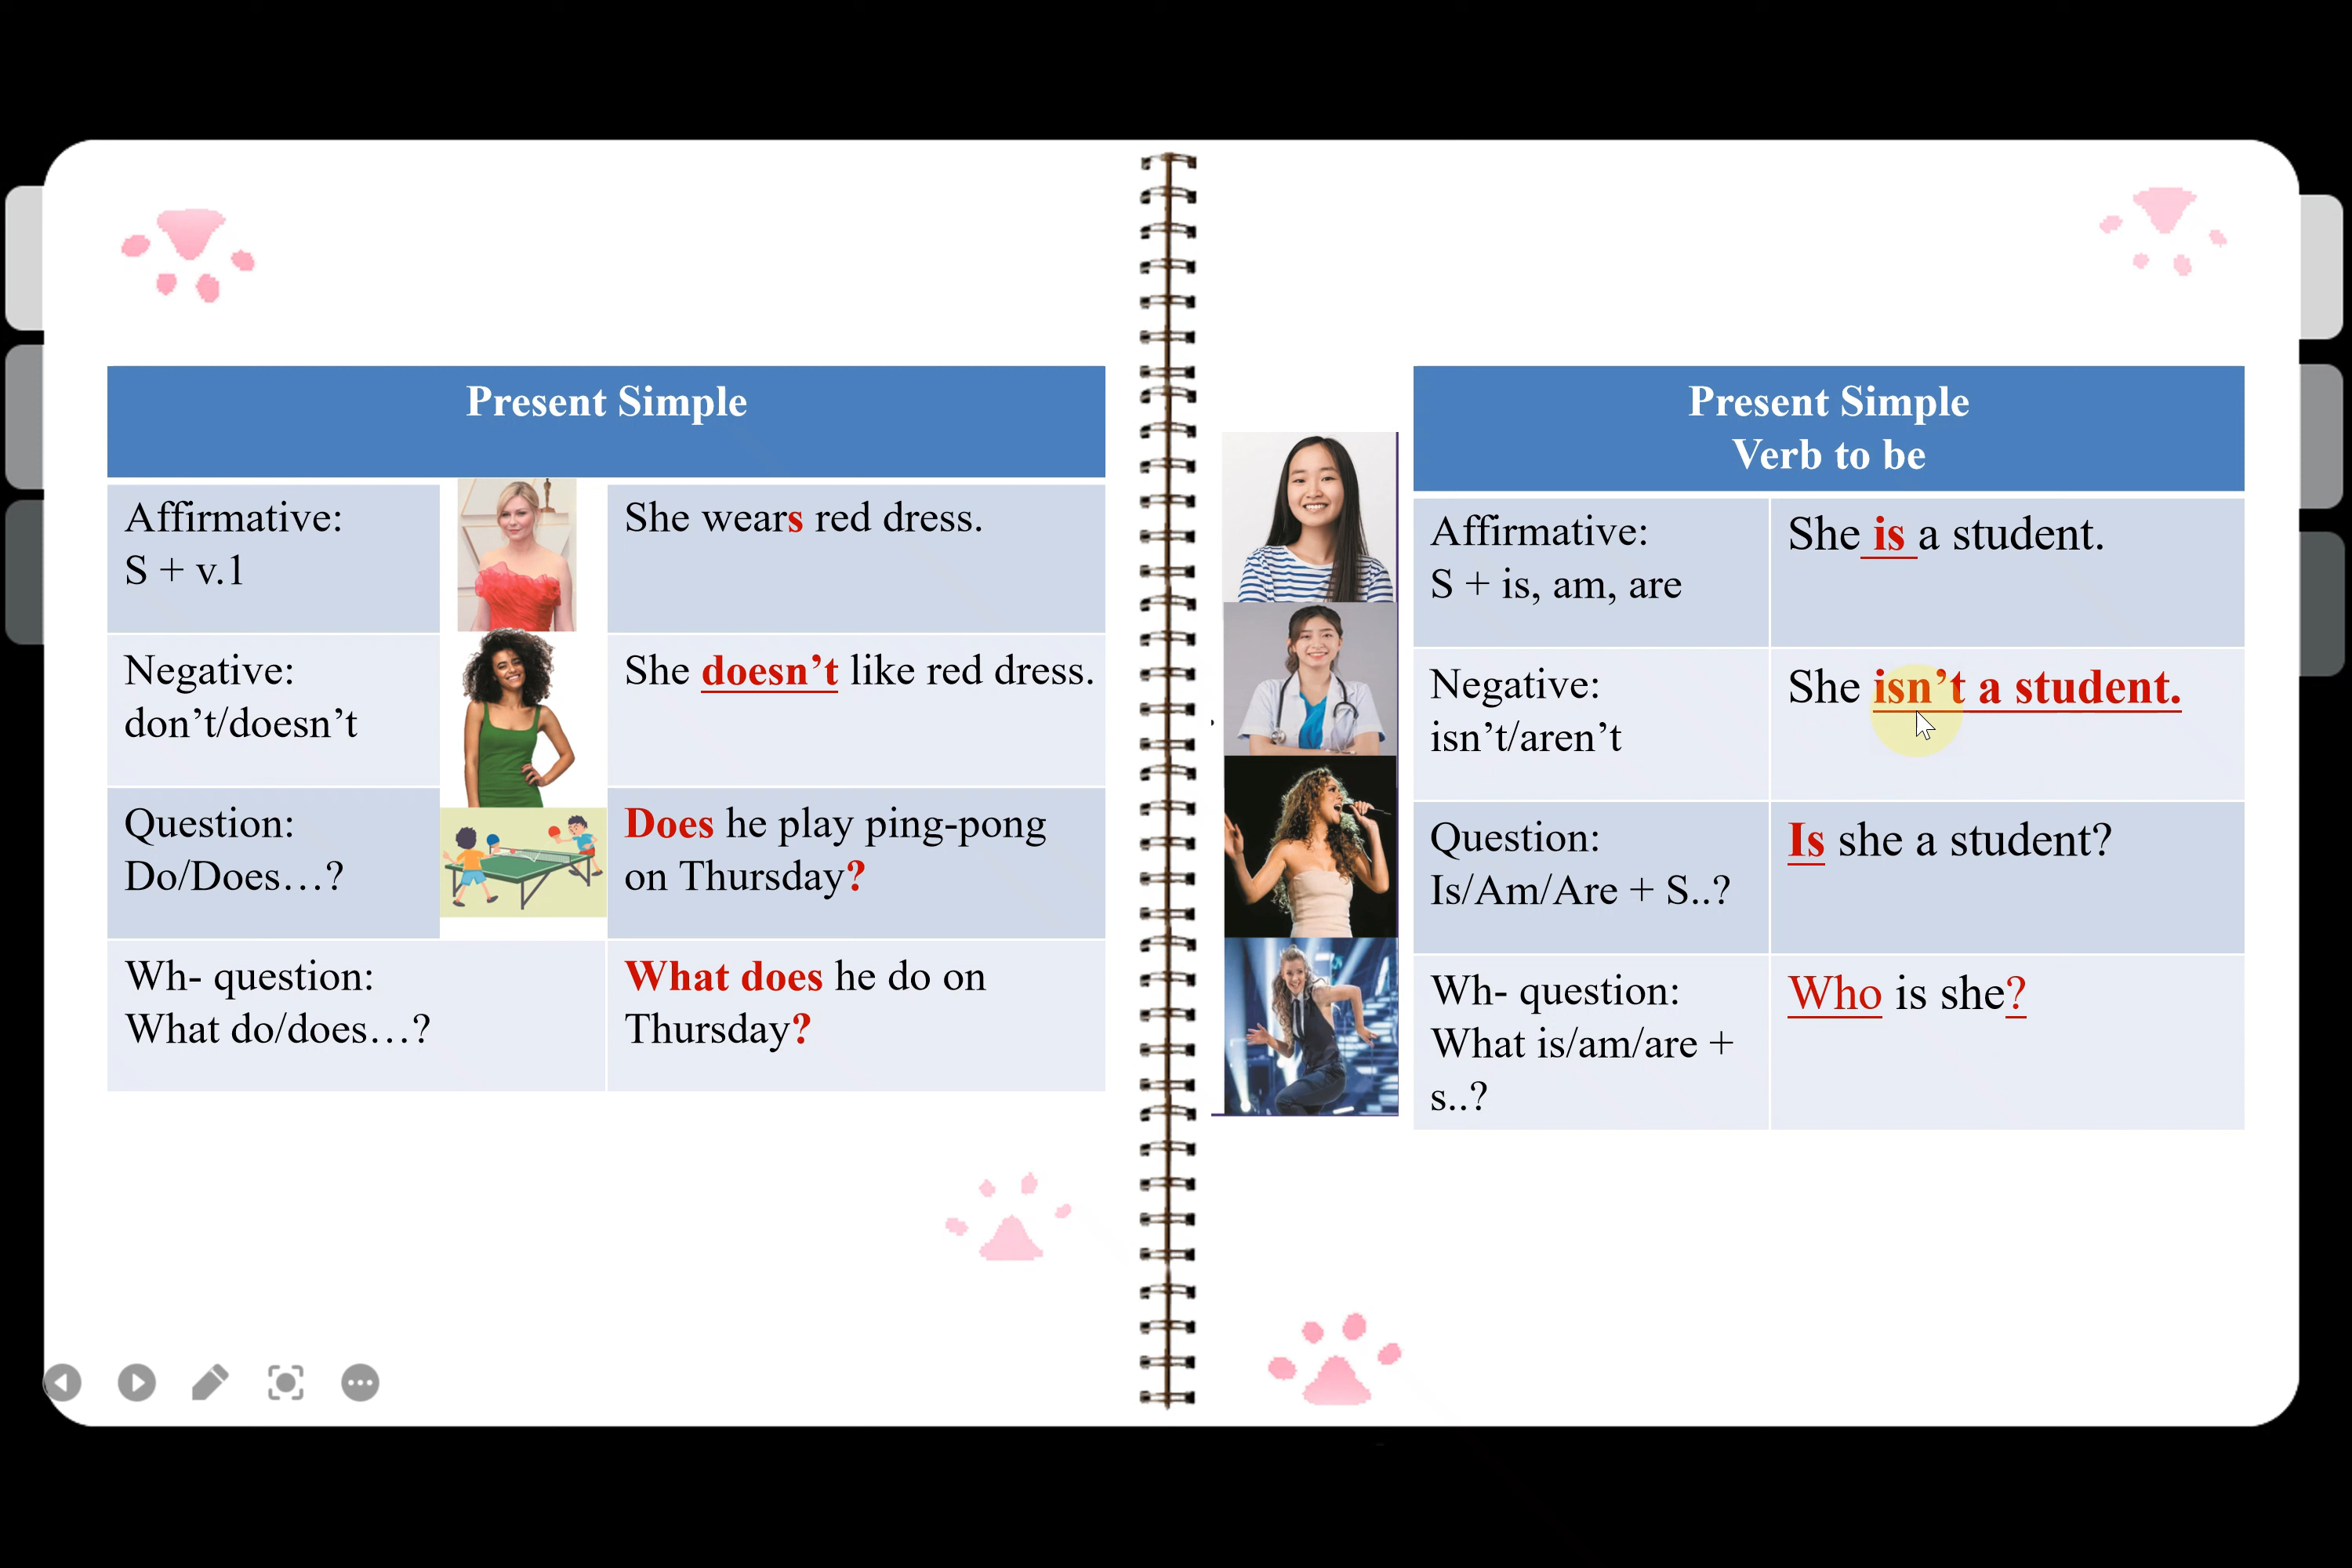 Present Simple
Affirmative:
S + v.1
She wears red dress.
Negative:
don’t/doesn’t
She doesn’t like red dress.
Question:
Do/Does…?
Does he play ping-pong
on Thursday?
Wh- question:
What do/does…?
What does he do on
Thursday?
Present Simple
Verb to be
Affirmative:
S + is, am, are
She is a student.
Negative:
isn’t/aren’t
She isn’t a student.
Question:
Is/Am/Are + S..?
Is she a student?
Wh- question:
What is/am/are +
s..?
Who is she?